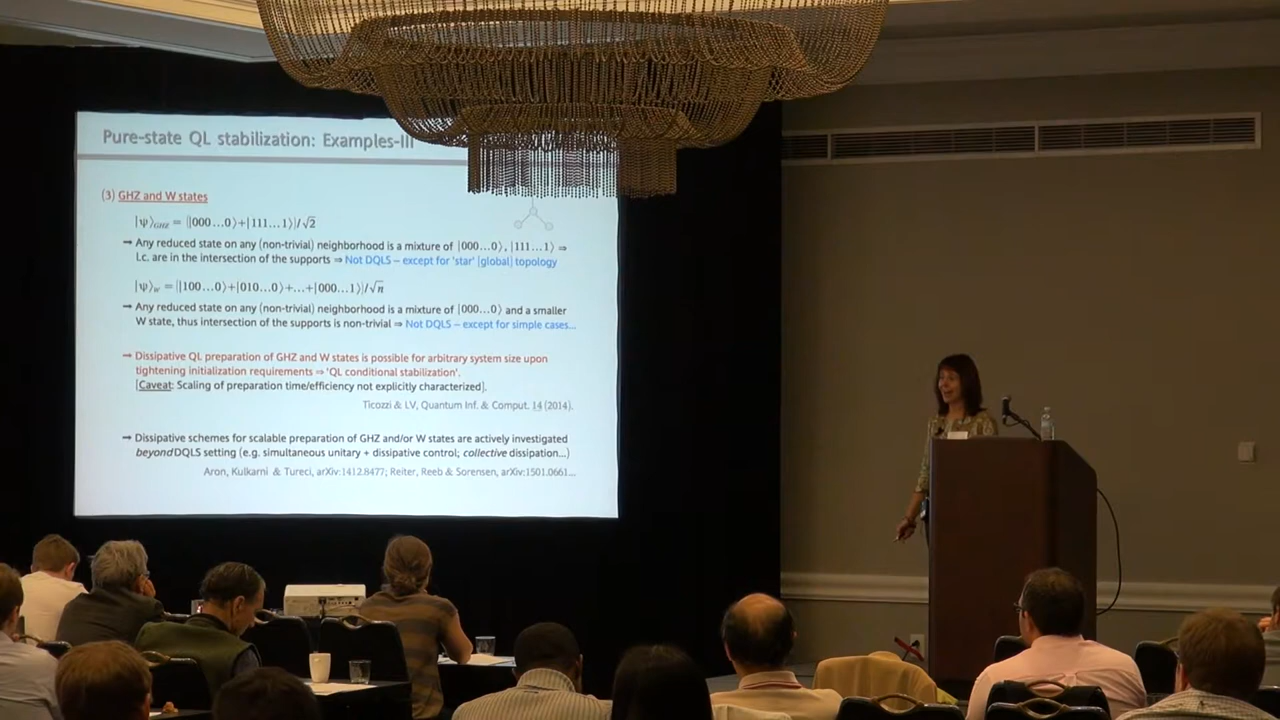 Pure-state QL stabilization: Examples-III
(3) GHZ and W states
|ψ⟩GHZ = (|000…0⟩+|111…1⟩)/√2
→ Any reduced state on any (non-trivial) neighborhood is a mixture of |000…0⟩, |111…1⟩ ⇒
l.c. are in the intersection of the supports ⇒ Not DQLS – except for 'star' [global] topology
|ψ⟩W = (|100…0⟩+|010…0⟩+…+|000…1⟩)/√n
→ Any reduced state on any (non-trivial) neighborhood is a mixture of |000…0⟩ and a smaller
W state, thus intersection of the supports is non-trivial ⇒ Not DQLS – except for simple cases…
→ Dissipative QL preparation of GHZ and W states is possible for arbitrary system size upon
tightening initialization requirements ⇒ 'QL conditional stabilization'.
[Caveat: Scaling of preparation time/efficiency not explicitly characterized].
Ticozzi & LV, Quantum Inf. & Comput. 14 (2014).
→ Dissipative schemes for scalable preparation of GHZ and/or W states are actively investigated
beyond DQLS setting (e.g. simultaneous unitary + dissipative control; collective dissipation…)
Aron, Kulkarni & Tureci, arXiv:1412.8477; Reiter, Reeb & Sorensen, arXiv:1501.0661…